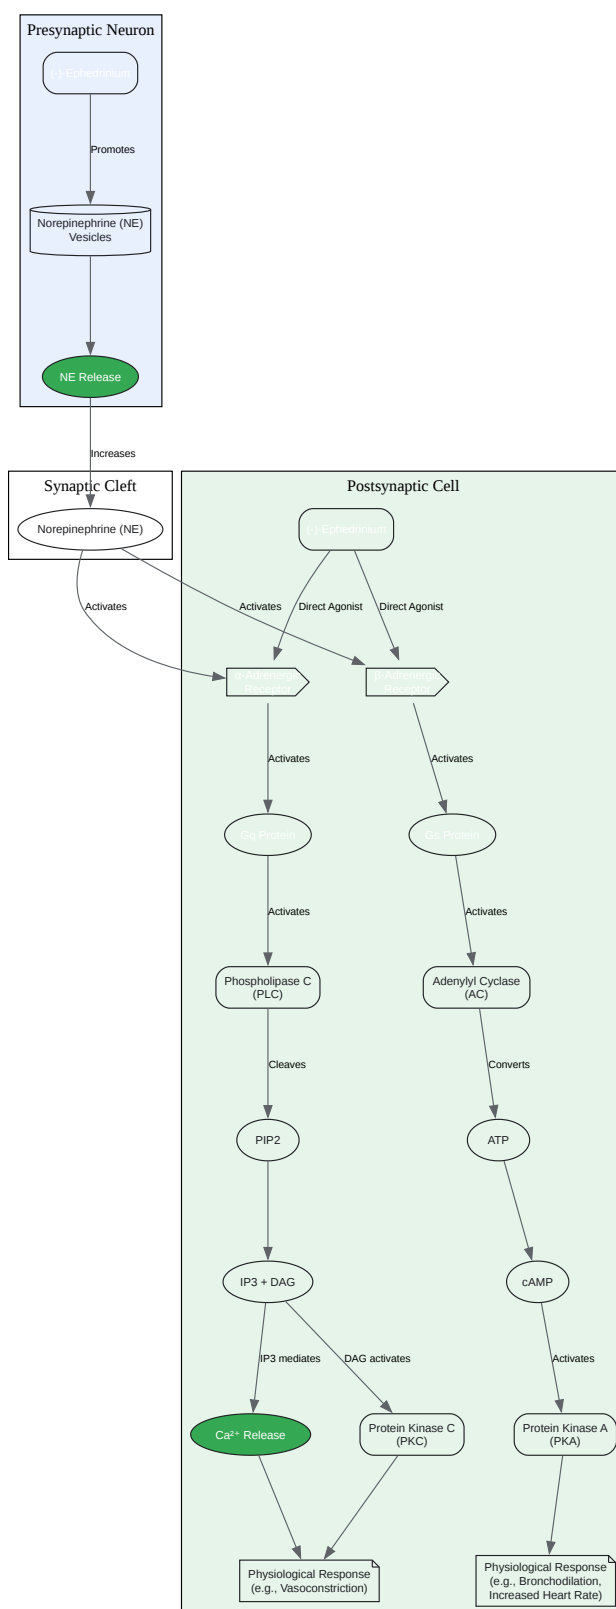 Presynaptic Neuron
(-)-Ephedrinium
Promotes
Norepinephrine (NE)
Vesicles
NE Release
Increases
Synaptic Cleft
Postsynaptic Cell
Norepinephrine (NE)
(-)-Ephedrinium
Activates
Activates
Direct Agonist
Direct Agonist
α-Adrenergic
Receptor
β-Adrenergic
Receptor
Activates
Activates
Gq Protein
Gs Protein
Activates
Activates
Phospholipase C
(PLC)
Adenylyl Cyclase
(AC)
Cleaves
Converts
PIP2
ATP
IP3 + DAG
cAMP
IP3 mediates
DAG activates
Activates
Ca²⁺ Release
Protein Kinase C
(PKC)
Protein Kinase A
(PKA)
Physiological Response
(e.g., Vasoconstriction)
Physiological Response
(e.g., Bronchodilation,
Increased Heart Rate)